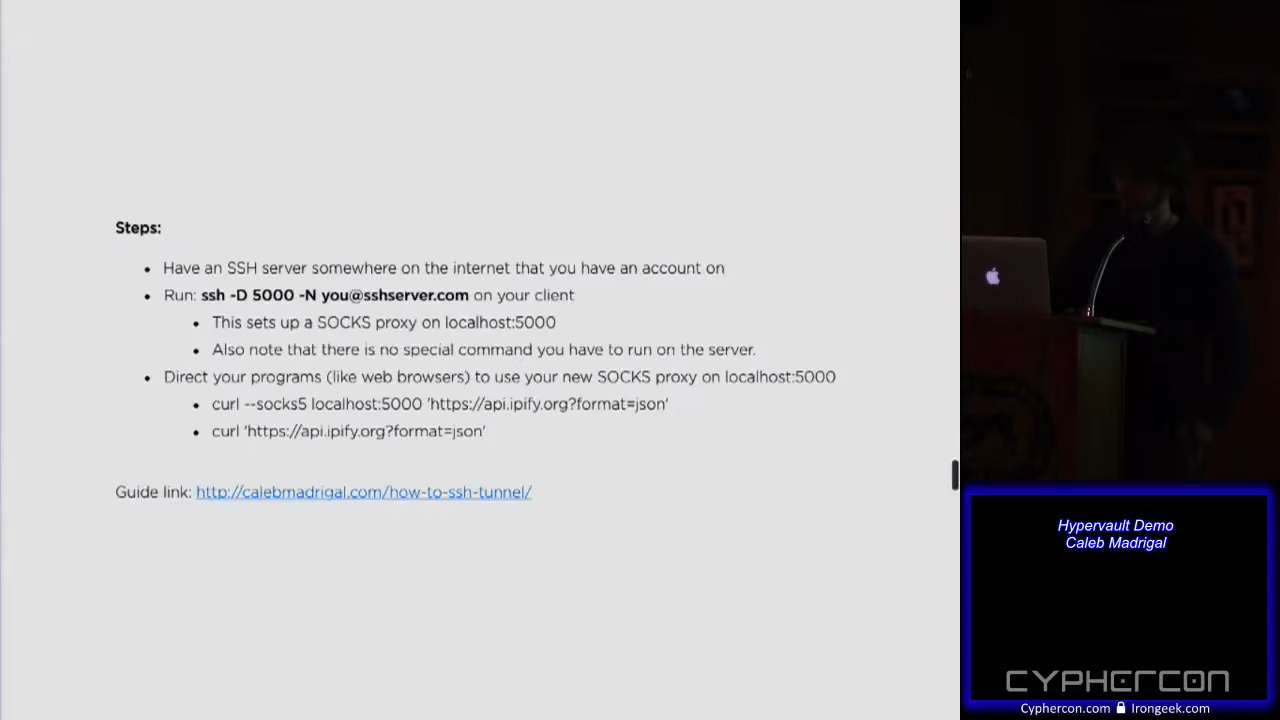 Steps:
• Have an SSH server somewhere on the internet that you have an account on
• Run: ssh -D 5000 -N you@sshserver.com on your client
• This sets up a SOCKS proxy on localhost:5000
• Also note that there is no special command you have to run on the server.
• Direct your programs (like web browsers) to use your new SOCKS proxy on localhost:5000
• curl --socks5 localhost:5000 'https://api.ipify.org?format=json'
• curl 'https://api.ipify.org?format=json'
Guide link: http://calebmadrigal.com/how-to-ssh-tunnel/
Hypervault Demo
Caleb Madrigal
CYPHERCON
Cyphercon.com Irongeek.com